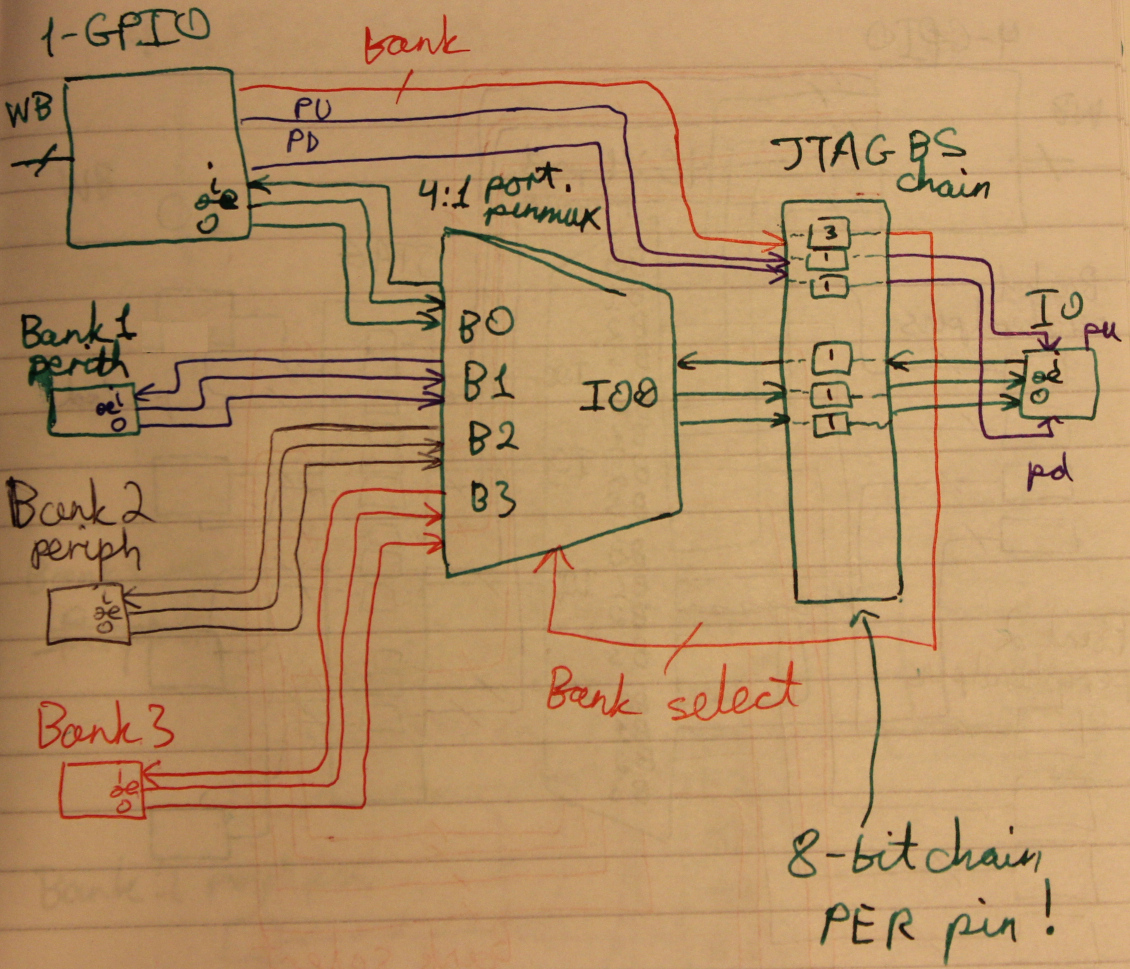 1-GPIO
Bank
WB
PU
PD
i
oe
o
4:1 port.
pinmux
JTAG BS
chain
3
1
1
1
1
1
IO
pu
i
oe
o
pd
B0
B1
B2
B3
IO0
Bank 1
periph
i
oe
o
Bank 2
periph
i
oe
o
Bank 3
i
oe
o
Bank select
8-bit chain
PER pin!